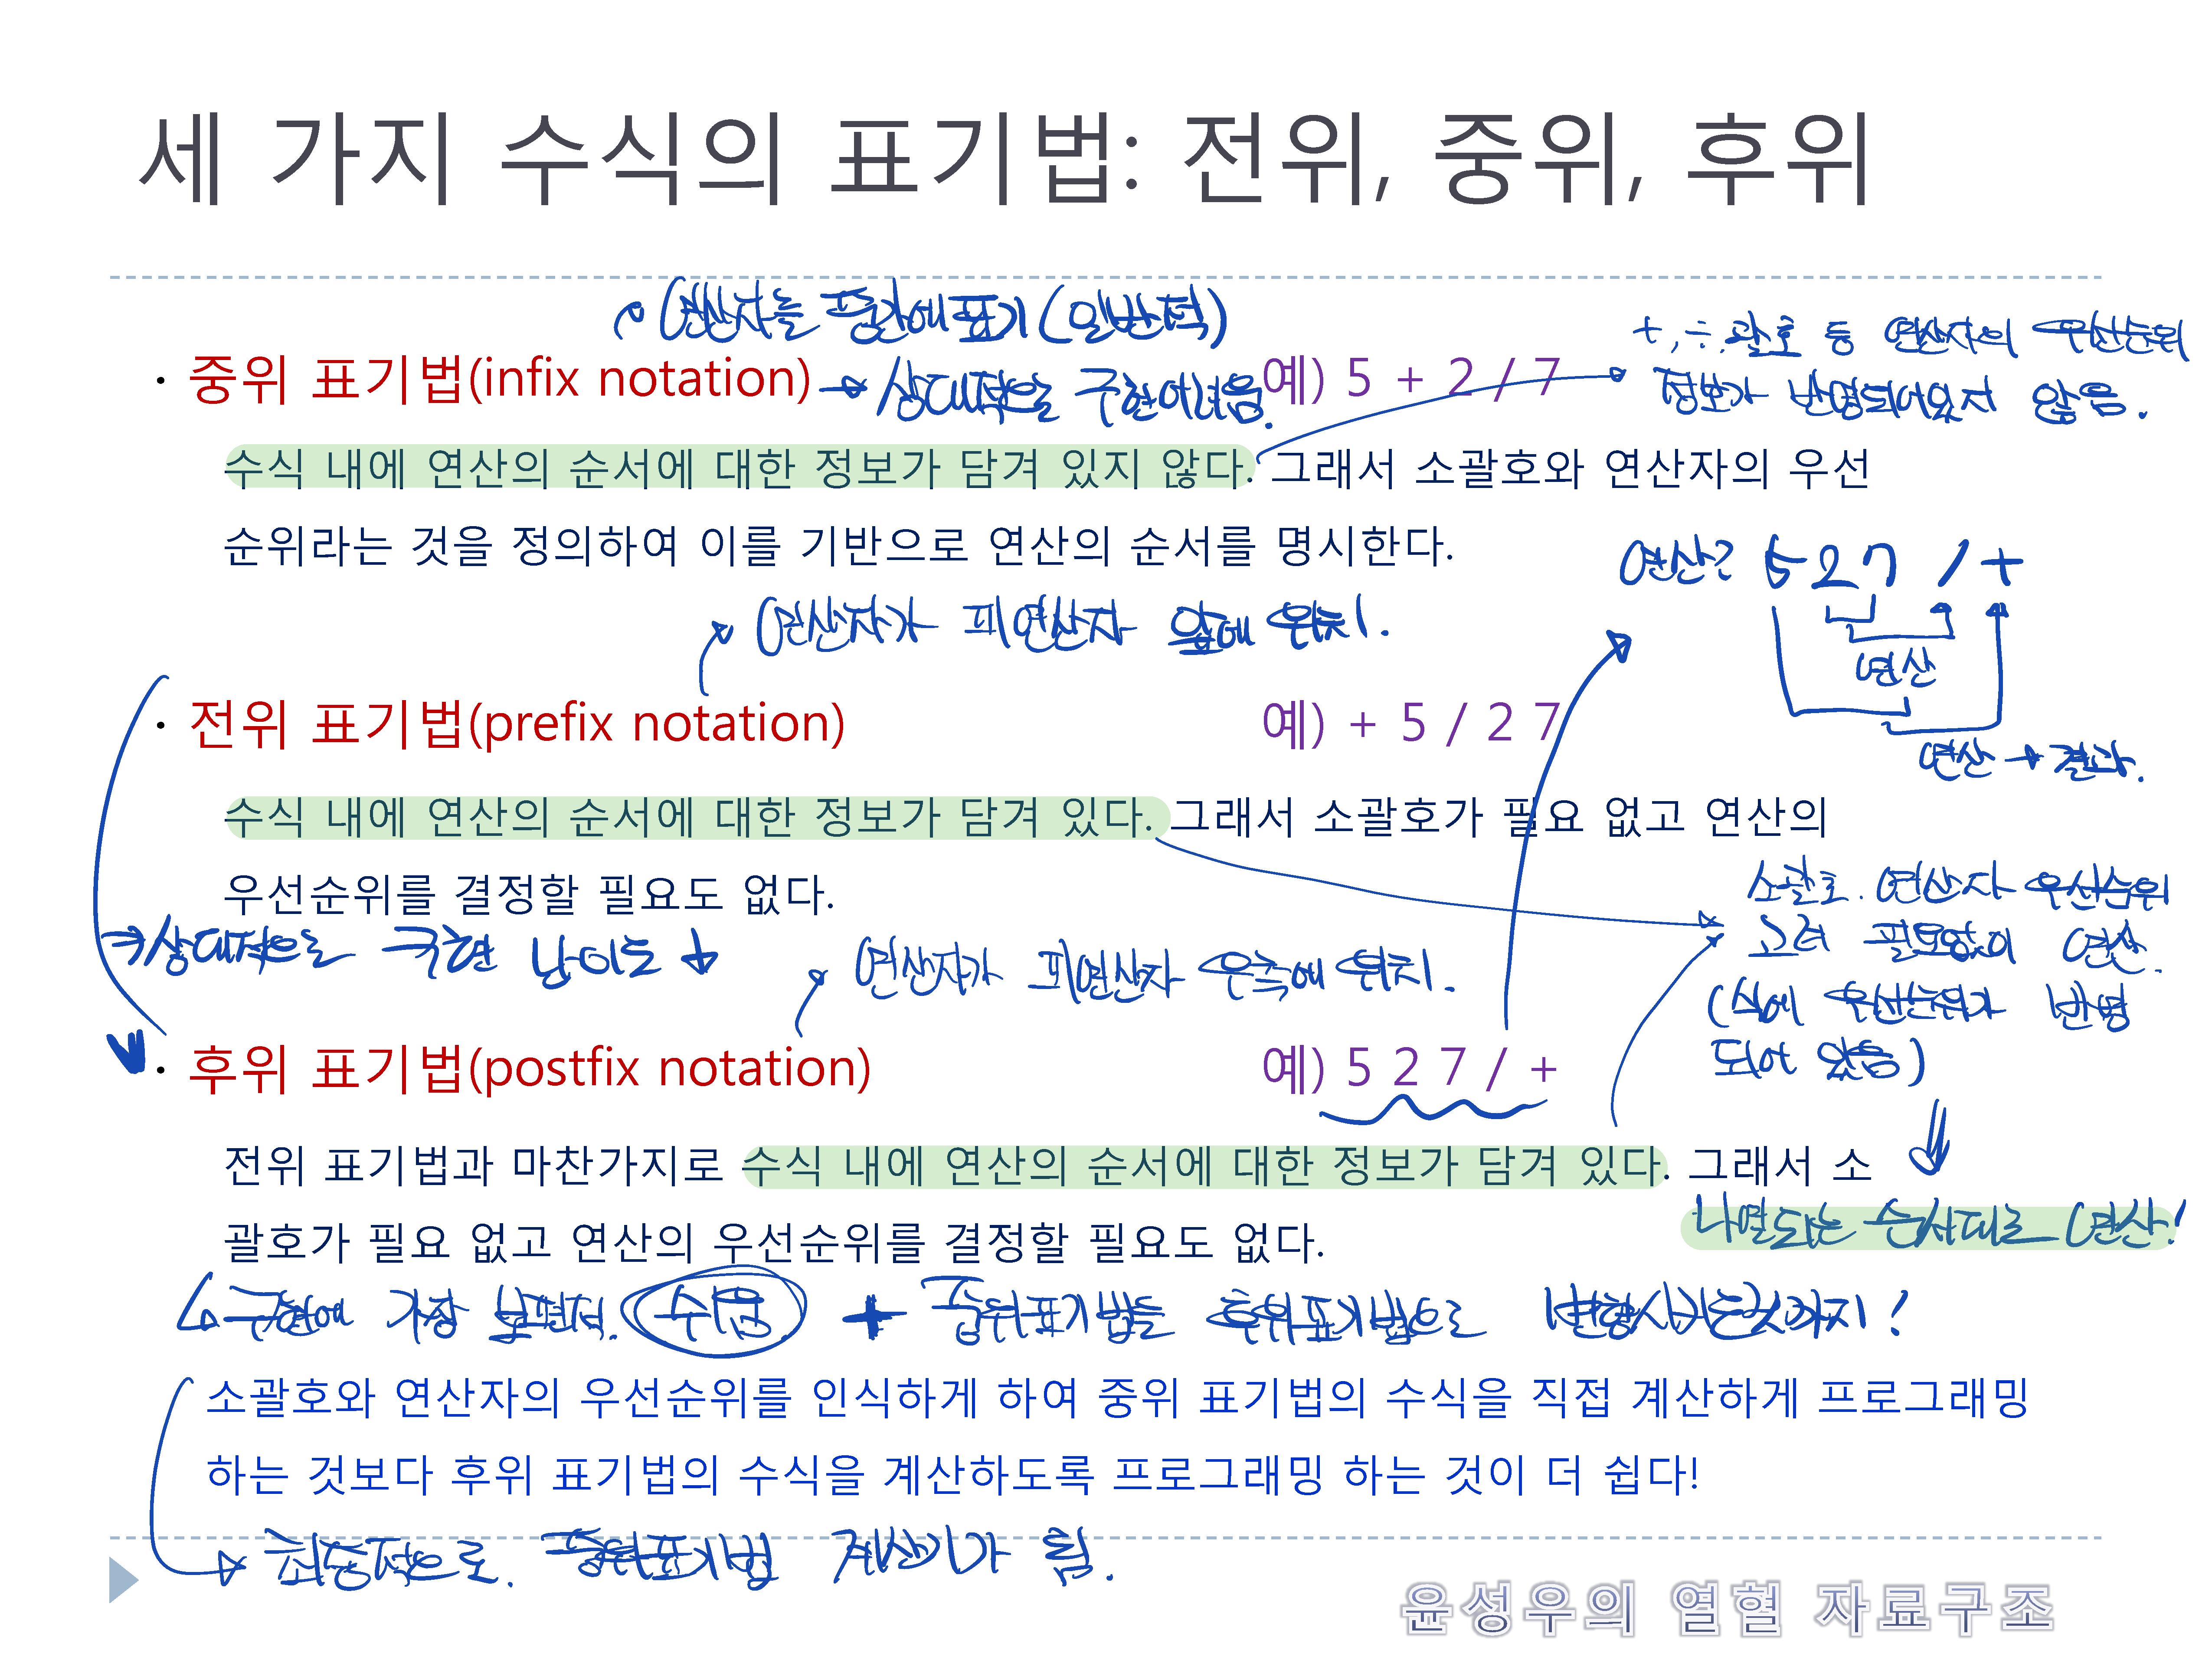 세 가지 수식의 표기법: 전위, 중위, 후위
연산자를 중간에 표기 (일반적)
· 중위 표기법(infix notation)
→ 상대적으로 구현 어려움.
예) 5 + 2 / 7
+, ÷, 괄호 등 연산자의 우선순위
정보가 반영되어있지 않음.
수식 내에 연산의 순서에 대한 정보가 담겨 있지 않다. 그래서 소괄호와 연산자의 우선
순위라는 것을 정의하여 이를 기반으로 연산의 순서를 명시한다.
연산? 5 2 7 / +
연산
연산 → 결과.
연산자가 피연산자 앞에 위치.
· 전위 표기법(prefix notation)
예) + 5 / 2 7
수식 내에 연산의 순서에 대한 정보가 담겨 있다. 그래서 소괄호가 필요 없고 연산의
우선순위를 결정할 필요도 없다.
소괄호. 연산자 우선순위
고려 필요없이 연산.
(식에 우선순위가 반영
되어 있음)
⇒ 상대적으로 구현 난이도 ↓
연산자가 피연산자 우측에 위치.
· 후위 표기법(postfix notation)
예) 5 2 7 / +
전위 표기법과 마찬가지로 수식 내에 연산의 순서에 대한 정보가 담겨 있다. 그래서 소
괄호가 필요 없고 연산의 우선순위를 결정할 필요도 없다.
나열되는 순서대로 연산!
↳ 구현에 가장 보편적. 수식 + 중위표기법을 후위표기법으로 변형시키는것까지!
소괄호와 연산자의 우선순위를 인식하게 하여 중위 표기법의 수식을 직접 계산하게 프로그래밍
하는 것보다 후위 표기법의 수식을 계산하도록 프로그래밍 하는 것이 더 쉽다!
→ 최종적으로. 중위표기법 계산기가 됨.
윤성우의 열혈 자료구조